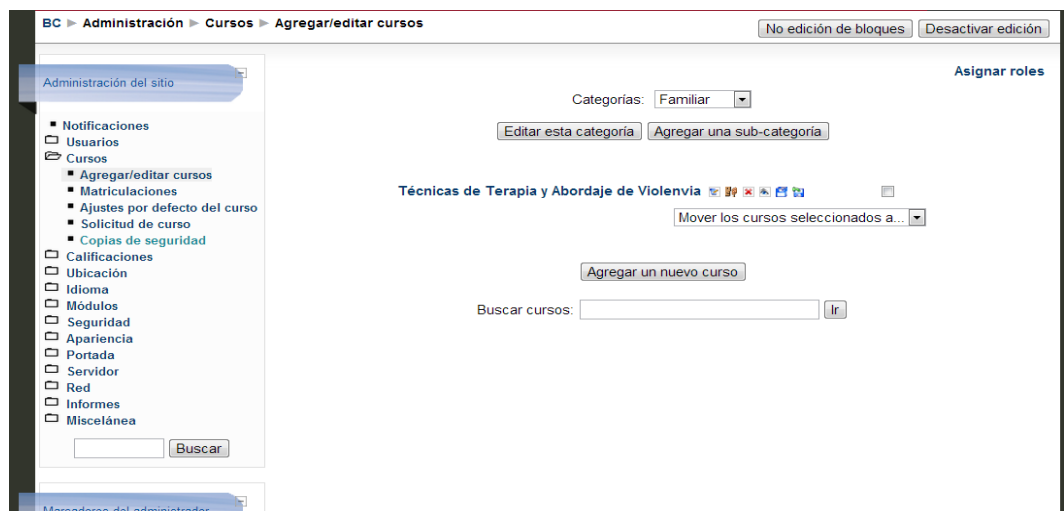 BC ► Administración ► Cursos ► Agregar/editar cursos
No edición de bloques Desactivar edición
Administración del sitio
Notificaciones
Usuarios
Cursos
Agregar/editar cursos
Matriculaciones
Ajustes por defecto del curso
Solicitud de curso
Copias de seguridad
Calificaciones
Ubicación
Idioma
Módulos
Seguridad
Apariencia
Portada
Servidor
Red
Informes
Miscelánea
Buscar
Marcadores del administrador
Asignar roles
Categorías: Familiar
Editar esta categoría Agregar una sub-categoría
Técnicas de Terapia y Abordaje de Violenvia
Mover los cursos seleccionados a...
Agregar un nuevo curso
Buscar cursos: Ir